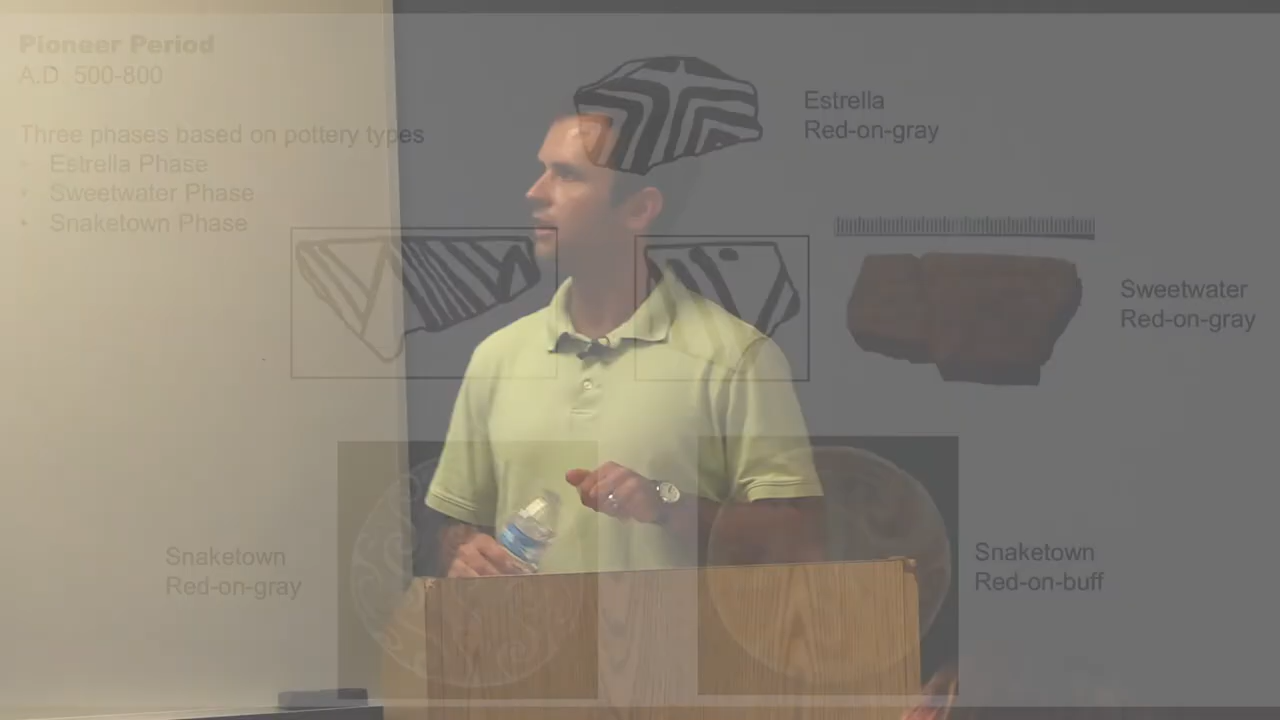 Pioneer Period
A.D. 500-800
Three phases based on pottery types
• Estrella Phase
• Sweetwater Phase
• Snaketown Phase
Estrella
Red-on-gray
Sweetwater
Red-on-gray
Snaketown
Red-on-gray
Snaketown
Red-on-buff